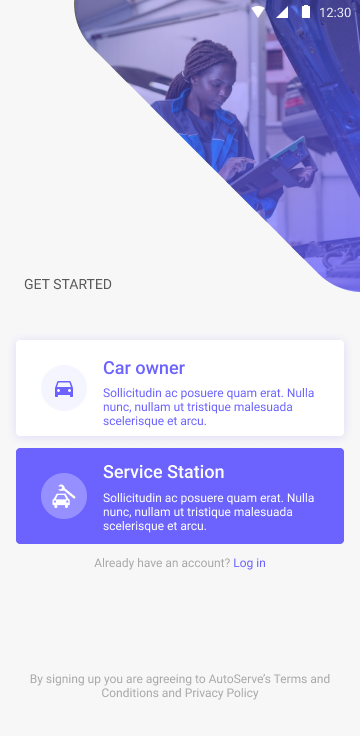 12:30
GET STARTED
Car owner
Sollicitudin ac posuere quam erat. Nulla
nunc, nullam ut tristique malesuada
scelerisque et arcu.
Service Station
Sollicitudin ac posuere quam erat. Nulla
nunc, nullam ut tristique malesuada
scelerisque et arcu.
Already have an account? Log in
By signing up you are agreeing to AutoServe's Terms and
Conditions and Privacy Policy